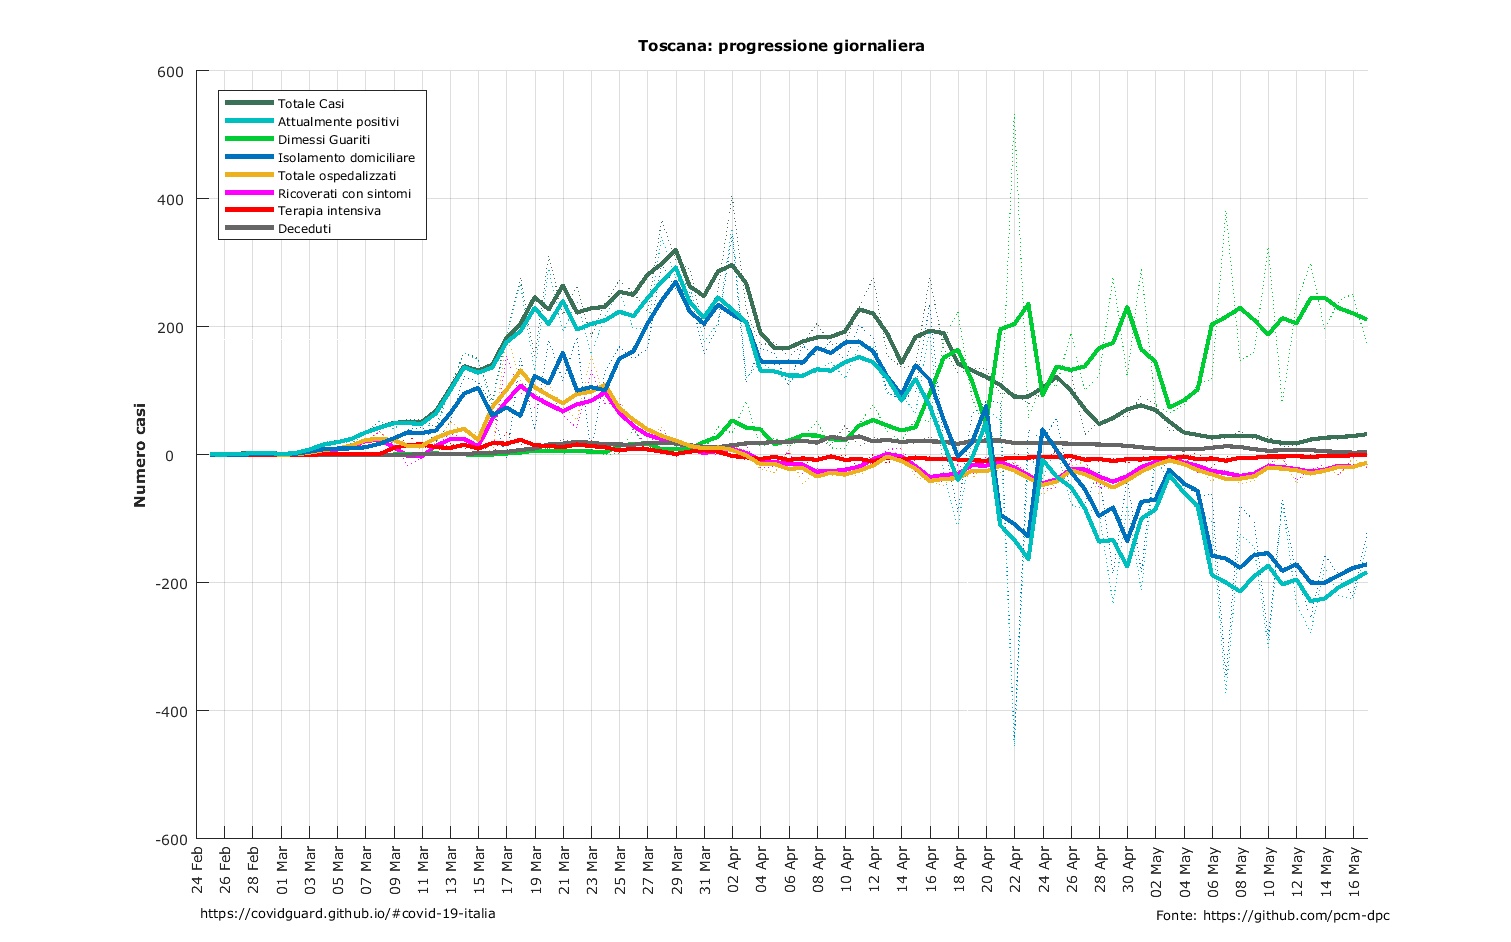 Toscana: progressione giornaliera
Numero casi
600
400
200
0
-200
-400
-600
Totale Casi
Attualmente positivi
Dimessi Guariti
Isolamento domiciliare
Totale ospedalizzati
Ricoverati con sintomi
Terapia intensiva
Deceduti
24 Feb
26 Feb
28 Feb
01 Mar
03 Mar
05 Mar
07 Mar
09 Mar
11 Mar
13 Mar
15 Mar
17 Mar
19 Mar
21 Mar
23 Mar
25 Mar
27 Mar
29 Mar
31 Mar
02 Apr
04 Apr
06 Apr
08 Apr
10 Apr
12 Apr
14 Apr
16 Apr
18 Apr
20 Apr
22 Apr
24 Apr
26 Apr
28 Apr
30 Apr
02 May
04 May
06 May
08 May
10 May
12 May
14 May
16 May
https://covidguard.github.io/#covid-19-italia
Fonte: https://github.com/pcm-dpc